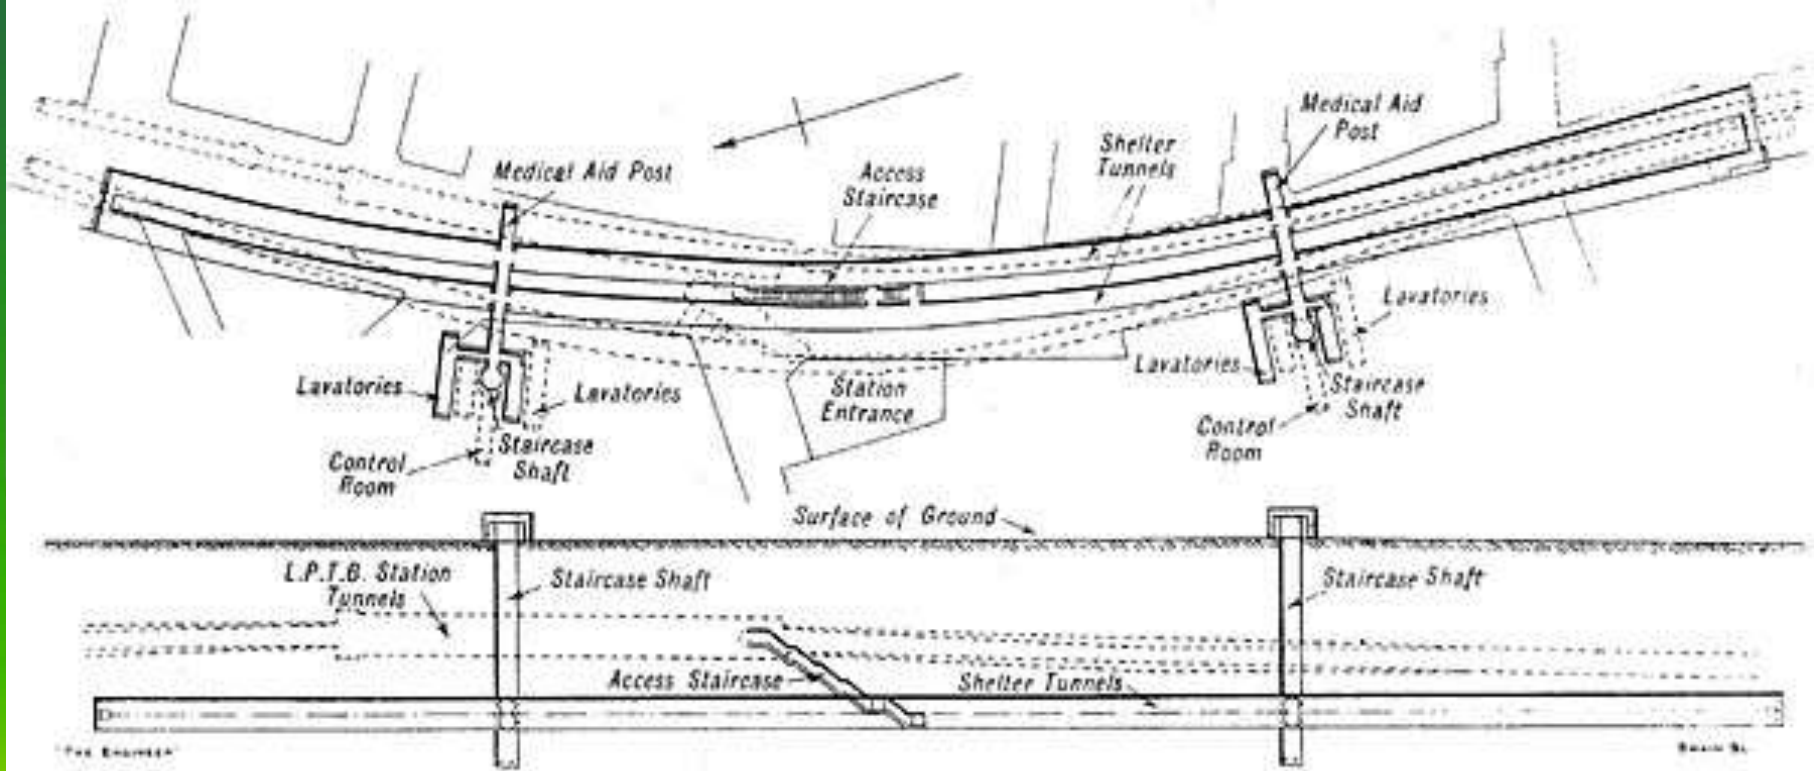 Medical Aid
Post
Shelter
Tunnels
Medical Aid Post
Access
Staircase
Lavatories
Lavatories
Station
Entrance
Lavatories
Lavatories
Staircase
Shaft
Control
Room
Staircase
Shaft
Control
Room
Surface of Ground
L.P.T.B. Station
Tunnels
Staircase Shaft
Staircase Shaft
Access Staircase
Shelter Tunnels
"THE ENGINEER"